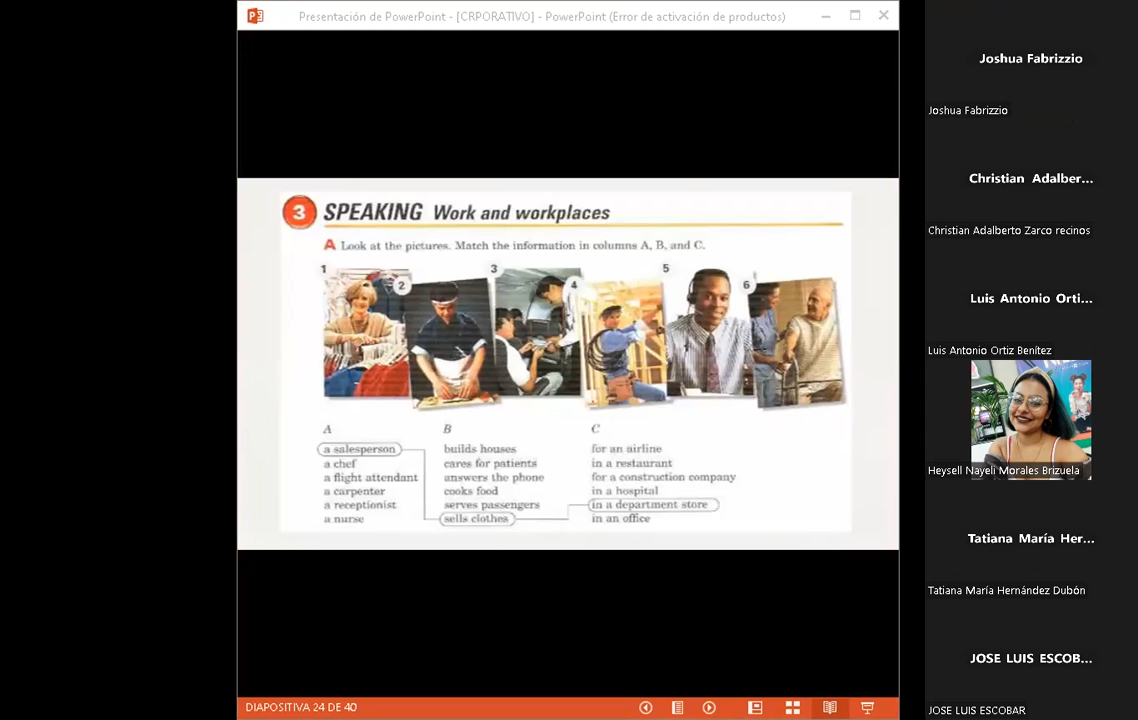 Presentación de PowerPoint - [CRPORATIVO] - PowerPoint (Error de activación de productos)
3 SPEAKING Work and workplaces
A Look at the pictures. Match the information in columns A, B, and C.
1 2 3 4 5 6
A B C
a salesperson builds houses for an airline
a chef cares for patients in a restaurant
a flight attendant answers the phone for a construction company
a carpenter cooks food in a hospital
a receptionist serves passengers in a department store
a nurse sells clothes in an office
DIAPOSITIVA 24 DE 40
Joshua Fabrizzio
Joshua Fabrizzio
Christian Adalber...
Christian Adalberto Zarco recinos
Luis Antonio Orti...
Luis Antonio Ortiz Benítez
Heysell Nayeli Morales Brizuela
Tatiana María Her...
Tatiana María Hernández Dubón
JOSE LUIS ESCOB...
JOSE LUIS ESCOBAR